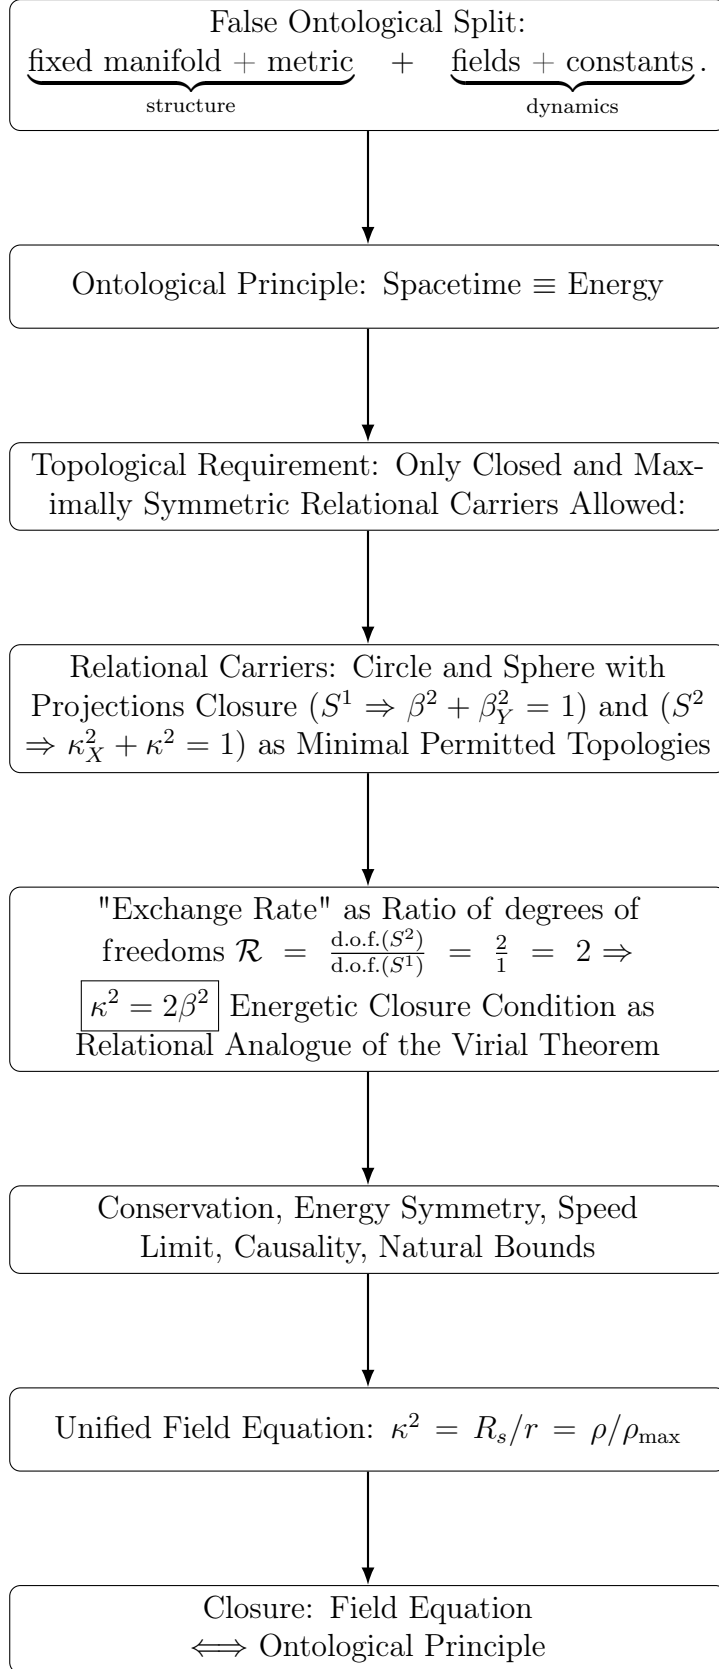 False Ontological Split:
fixed manifold + metric + fields + constants.
structure dynamics
Ontological Principle: Spacetime ≡ Energy
Topological Requirement: Only Closed and Max-
imally Symmetric Relational Carriers Allowed:
Relational Carriers: Circle and Sphere with
Projections Closure (S¹ ⇒ β² + β_Y² = 1) and (S²
⇒ κ_X² + κ² = 1) as Minimal Permitted Topologies
"Exchange Rate" as Ratio of degrees of
freedoms ℛ = d.o.f.(S²)/d.o.f.(S¹) = 2/1 = 2 ⇒
κ² = 2β² Energetic Closure Condition as
Relational Analogue of the Virial Theorem
Conservation, Energy Symmetry, Speed
Limit, Causality, Natural Bounds
Unified Field Equation: κ² = R_s/r = ρ/ρ_max
Closure: Field Equation
⟺ Ontological Principle